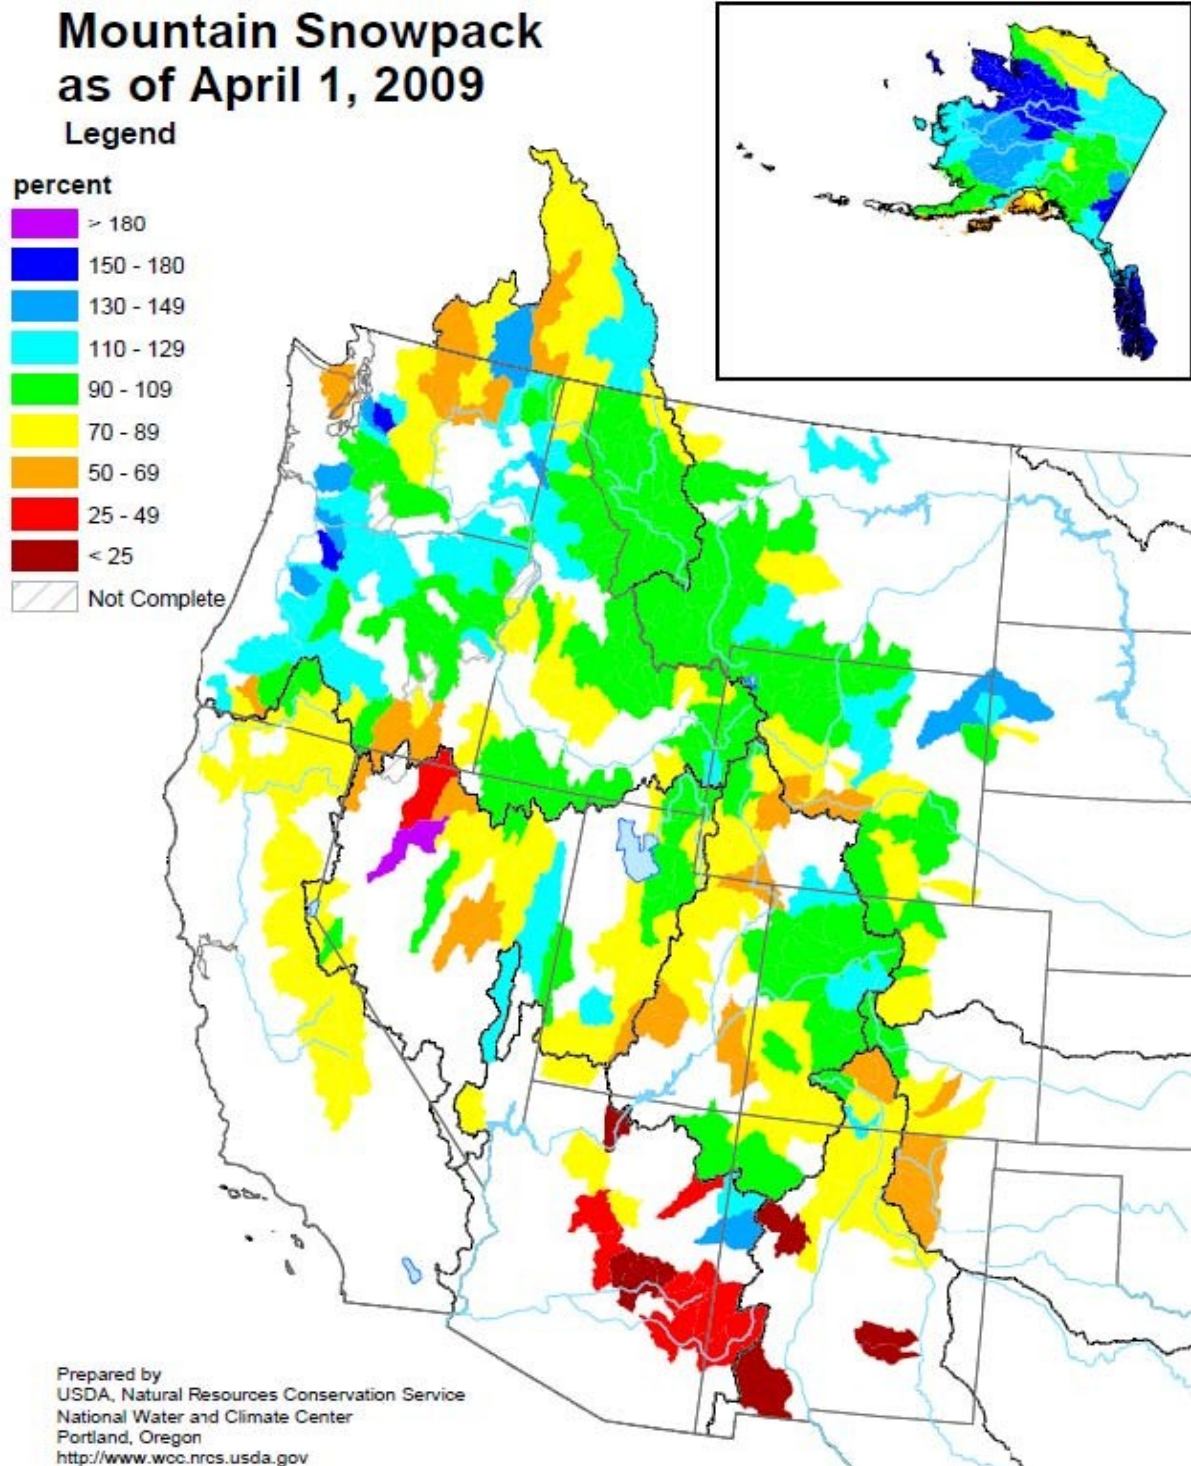 Mountain Snowpack
as of April 1, 2009
Legend
percent
> 180
150 - 180
130 - 149
110 - 129
90 - 109
70 - 89
50 - 69
25 - 49
< 25
Not Complete
Prepared by
USDA, Natural Resources Conservation Service
National Water and Climate Center
Portland, Oregon
http://www.wcc.nrcs.usda.gov